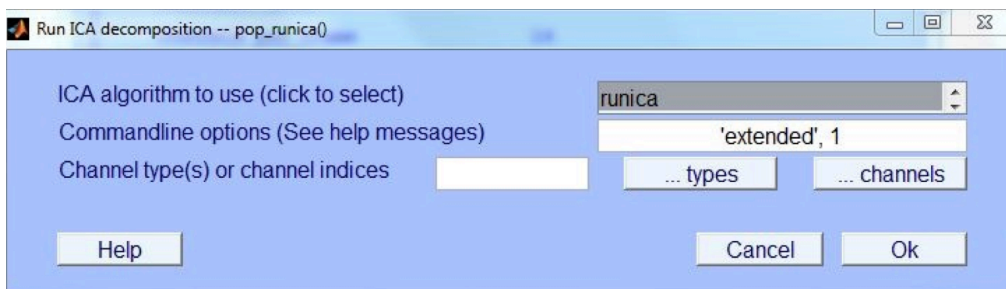 Run ICA decomposition -- pop_runica()
ICA algorithm to use (click to select) runica
Commandline options (See help messages) 'extended', 1
Channel type(s) or channel indices ... types ... channels
Help Cancel Ok